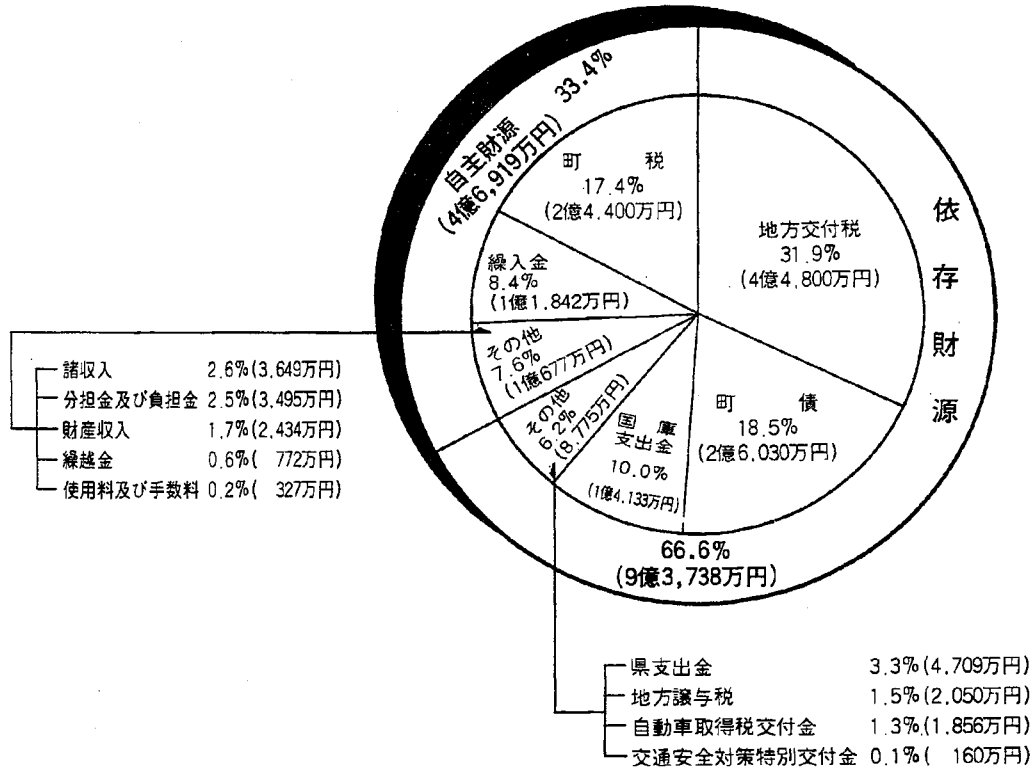 自主財源 33.4%
(4億6,919万円)
町税
17.4%
(2億4,400万円)
繰入金
8.4%
(1億1,842万円)
その他
7.6%
(1億677万円)
諸収入 2.6%(3,649万円)
分担金及び負担金 2.5%(3,495万円)
財産収入 1.7%(2,434万円)
繰越金 0.6%( 772万円)
使用料及び手数料 0.2%( 327万円)
依存財源
地方交付税
31.9%
(4億4,800万円)
町債
18.5%
(2億6,030万円)
国庫
支出金
10.0%
(1億4,133万円)
その他
6.2%
(8,775万円)
66.6%
(9億3,738万円)
県支出金 3.3%(4,709万円)
地方譲与税 1.5%(2,050万円)
自動車取得税交付金 1.3%(1,856万円)
交通安全対策特別交付金 0.1%( 160万円)